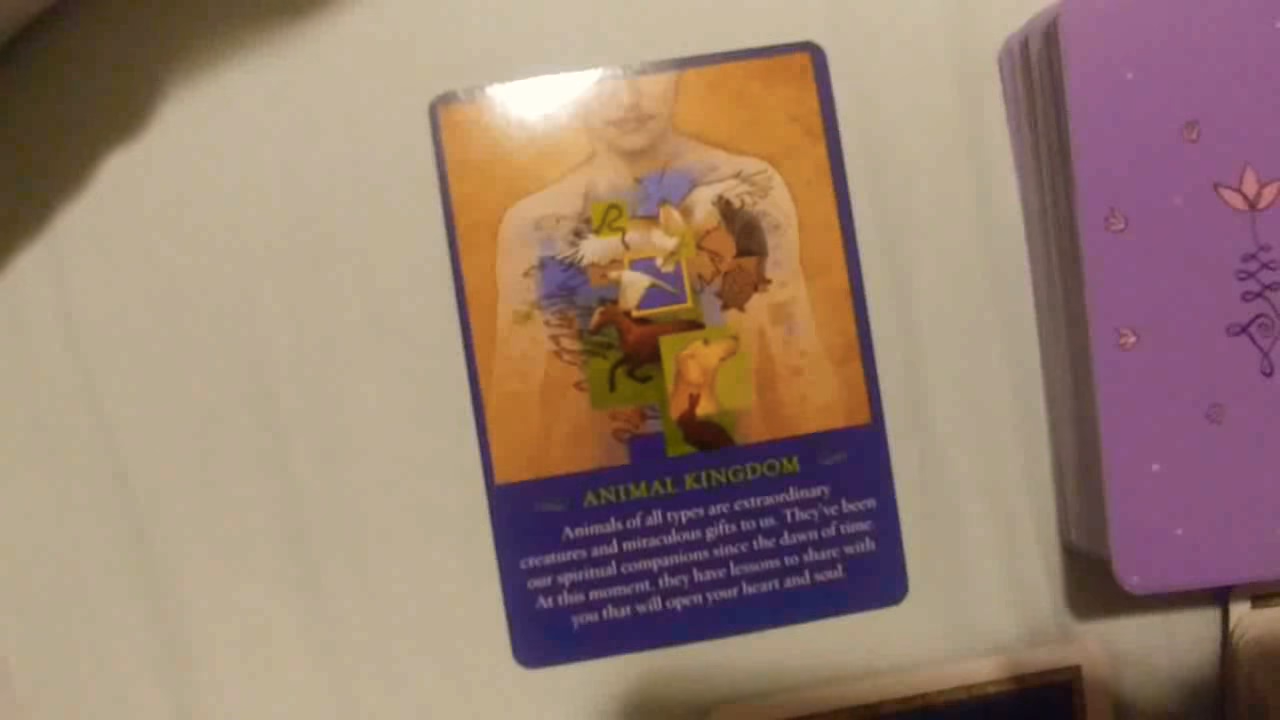 ANIMAL KINGDOM
Animals of all types are extraordinary
creatures and miraculous gifts to us. They've been
our spiritual companions since the dawn of time.
At this moment, they have lessons to share with
you that will open your heart and soul.